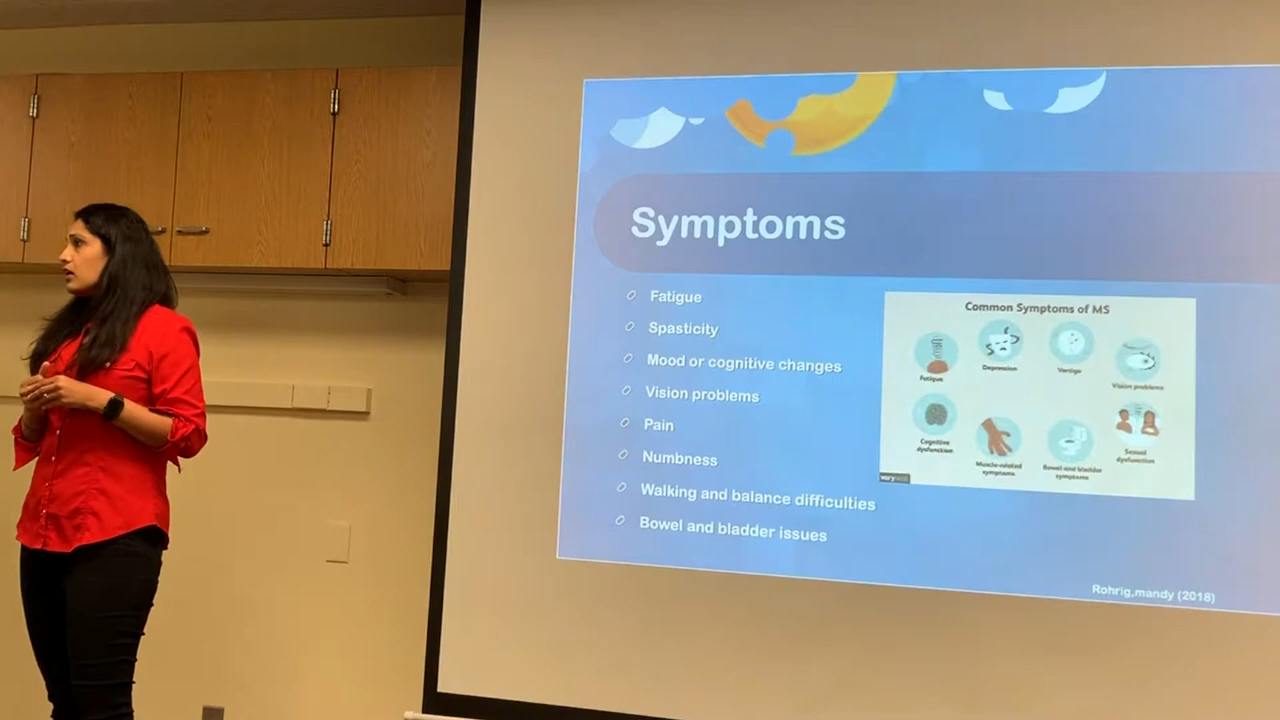 Symptoms
Fatigue
Spasticity
Mood or cognitive changes
Vision problems
Pain
Numbness
Walking and balance difficulties
Bowel and bladder issues
Common Symptoms of MS
Fatigue
Depression
Vertigo
Vision problems
Cognitive
dysfunction
Muscle-related
symptoms
Bowel and bladder
symptoms
Sexual
dysfunction
verywell
Rohrig,mandy (2018)